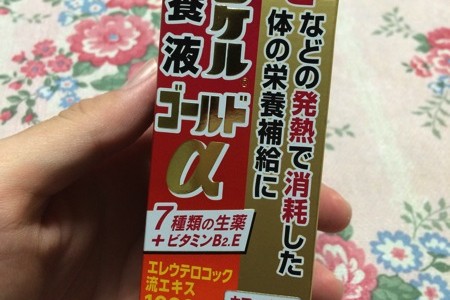 などの発熱で消耗した
体の栄養補給に
ケル
養液
ゴールド
α
7種類の生薬
+ビタミンB2、E
エレウテロコック
流エキス